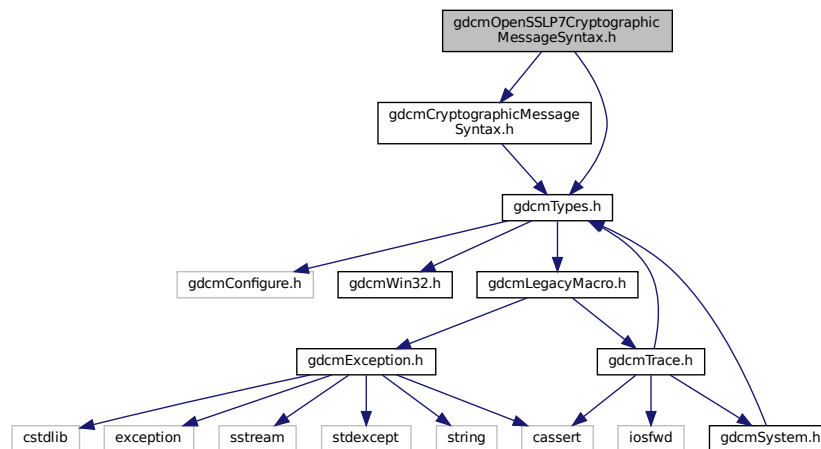 gdcmOpenSSLP7Cryptographic
MessageSyntax.h
gdcmCryptographicMessage
Syntax.h
gdcmTypes.h
gdcmConfigure.h
gdcmWin32.h
gdcmLegacyMacro.h
gdcmException.h
gdcmTrace.h
cstdlib
exception
sstream
stdexcept
string
cassert
iosfwd
gdcmSystem.h